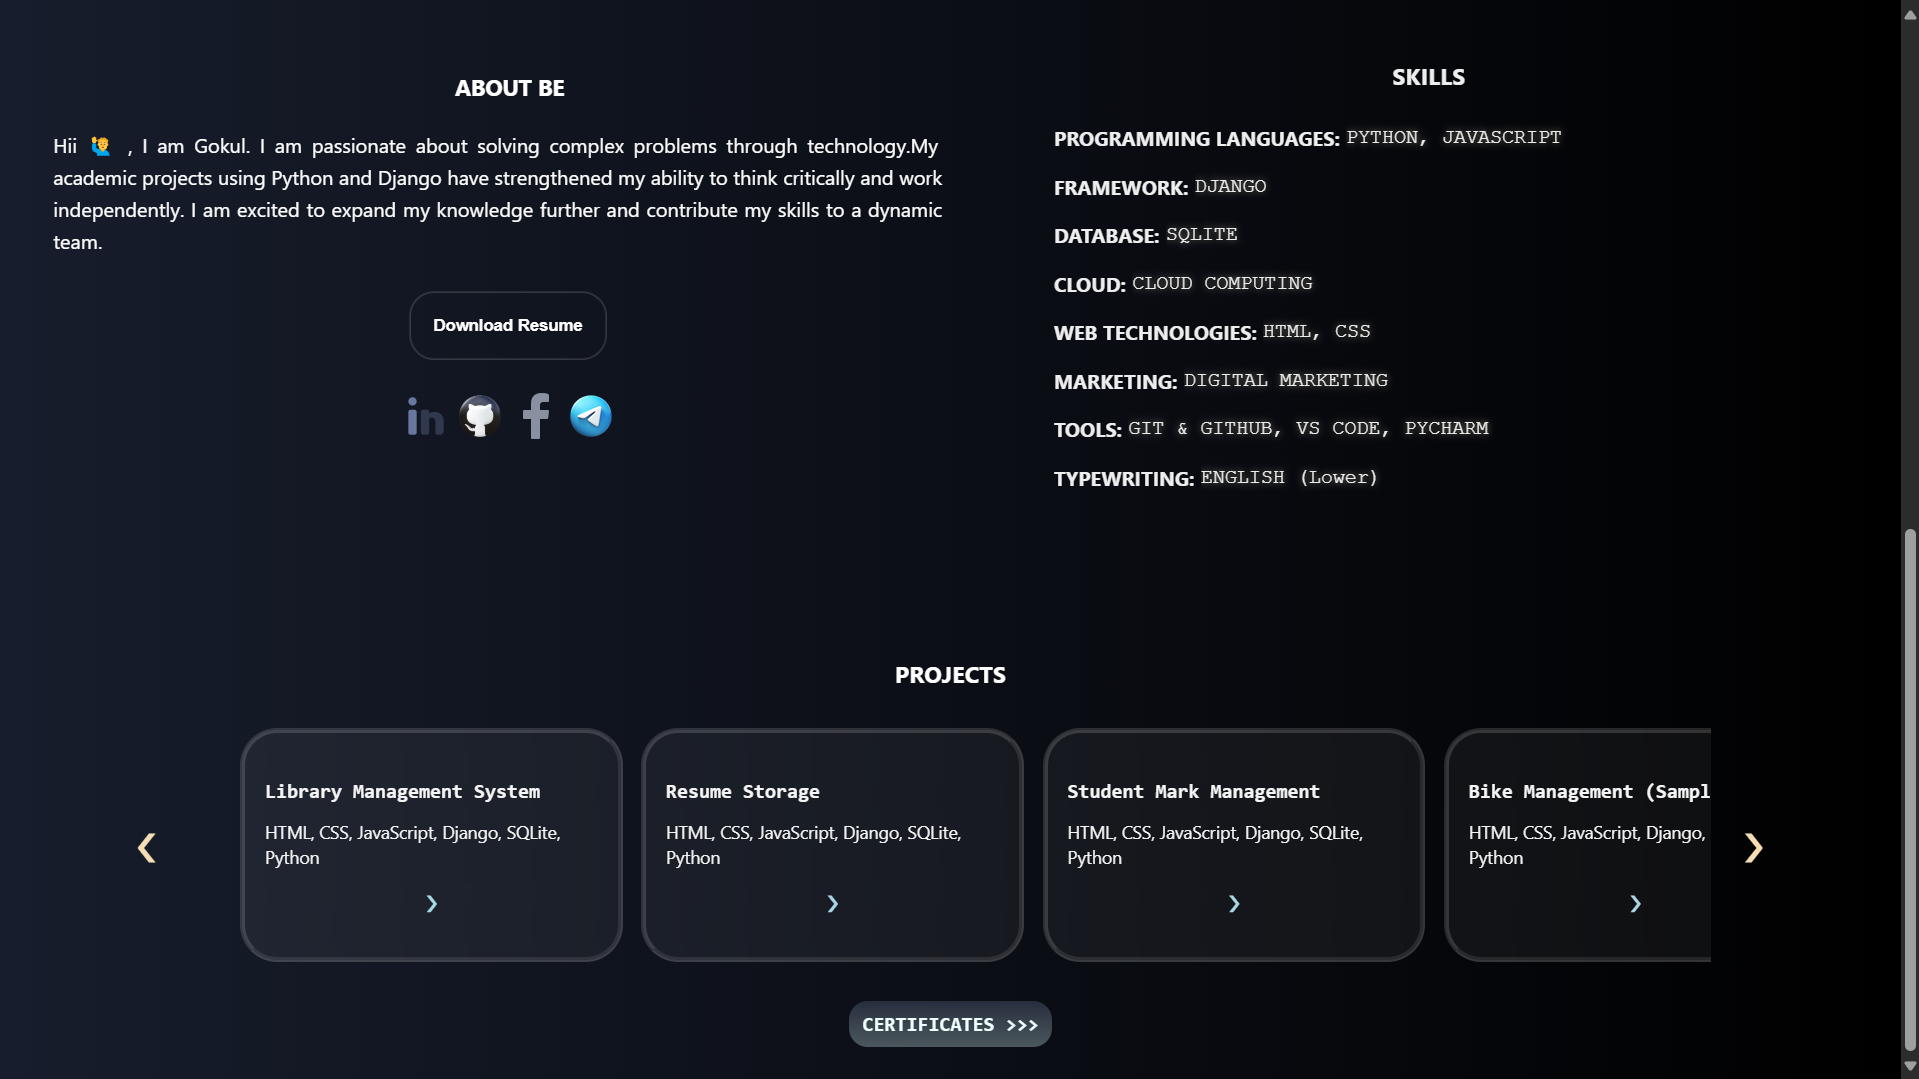 ABOUT BE
Hii 🙋 , I am Gokul. I am passionate about solving complex problems through technology.My
academic projects using Python and Django have strengthened my ability to think critically and work
independently. I am excited to expand my knowledge further and contribute my skills to a dynamic
team.
Download Resume
in
f
SKILLS
PROGRAMMING LANGUAGES: PYTHON, JAVASCRIPT
FRAMEWORK: DJANGO
DATABASE: SQLITE
CLOUD: CLOUD COMPUTING
WEB TECHNOLOGIES: HTML, CSS
MARKETING: DIGITAL MARKETING
TOOLS: GIT & GITHUB, VS CODE, PYCHARM
TYPEWRITING: ENGLISH (Lower)
PROJECTS
❮
Library Management System
HTML, CSS, JavaScript, Django, SQLite,
Python
❯
Resume Storage
HTML, CSS, JavaScript, Django, SQLite,
Python
❯
Student Mark Management
HTML, CSS, JavaScript, Django, SQLite,
Python
❯
Bike Management (Sampl
HTML, CSS, JavaScript, Django,
Python
❯
❯
CERTIFICATES >>>